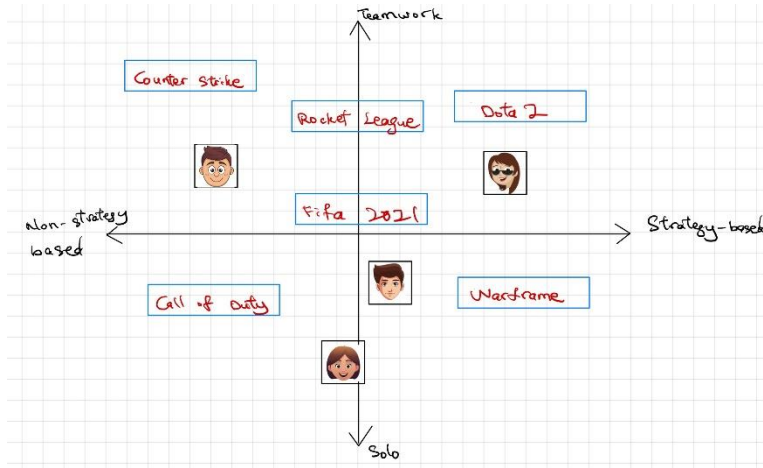 Teamwork
Counter Strike
Rocket League
Dota 2
Fifa 2021
Non-strategy
based
Strategy-based
Call of Duty
Warframe
Solo